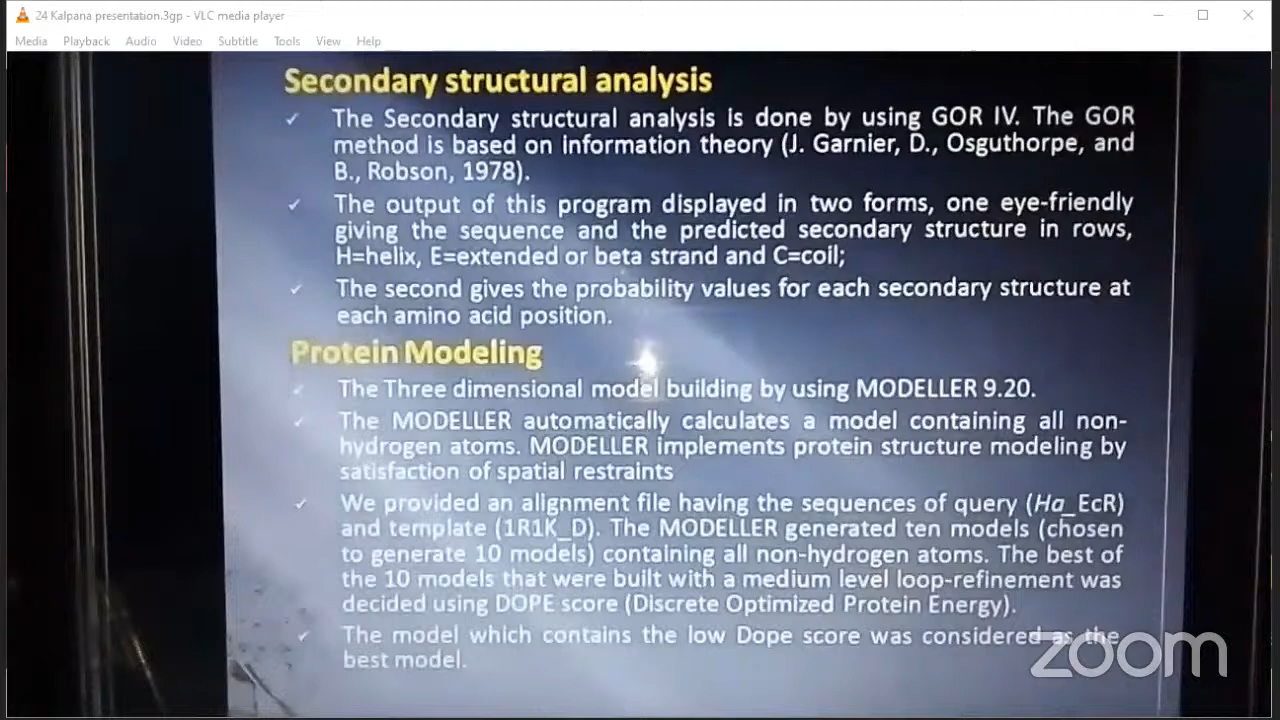 24 Kalpana presentation.3gp - VLC media player
Media Playback Audio Video Subtitle Tools View Help
Secondary structural analysis
✓ The Secondary structural analysis is done by using GOR IV. The GOR
method is based on information theory (J. Garnier, D., Osguthorpe, and
B., Robson, 1978).
✓ The output of this program displayed in two forms, one eye-friendly
giving the sequence and the predicted secondary structure in rows,
H=helix, E=extended or beta strand and C=coil;
✓ The second gives the probability values for each secondary structure at
each amino acid position.
Protein Modeling
✓ The Three dimensional model building by using MODELLER 9.20.
✓ The MODELLER automatically calculates a model containing all non-
hydrogen atoms. MODELLER implements protein structure modeling by
satisfaction of spatial restraints
✓ We provided an alignment file having the sequences of query (Ha_EcR)
and template (1R1K_D). The MODELLER generated ten models (chosen
to generate 10 models) containing all non-hydrogen atoms. The best of
the 10 models that were built with a medium level loop-refinement was
decided using DOPE score (Discrete Optimized Protein Energy).
✓ The model which contains the low Dope score was considered as the
best model.
zoom